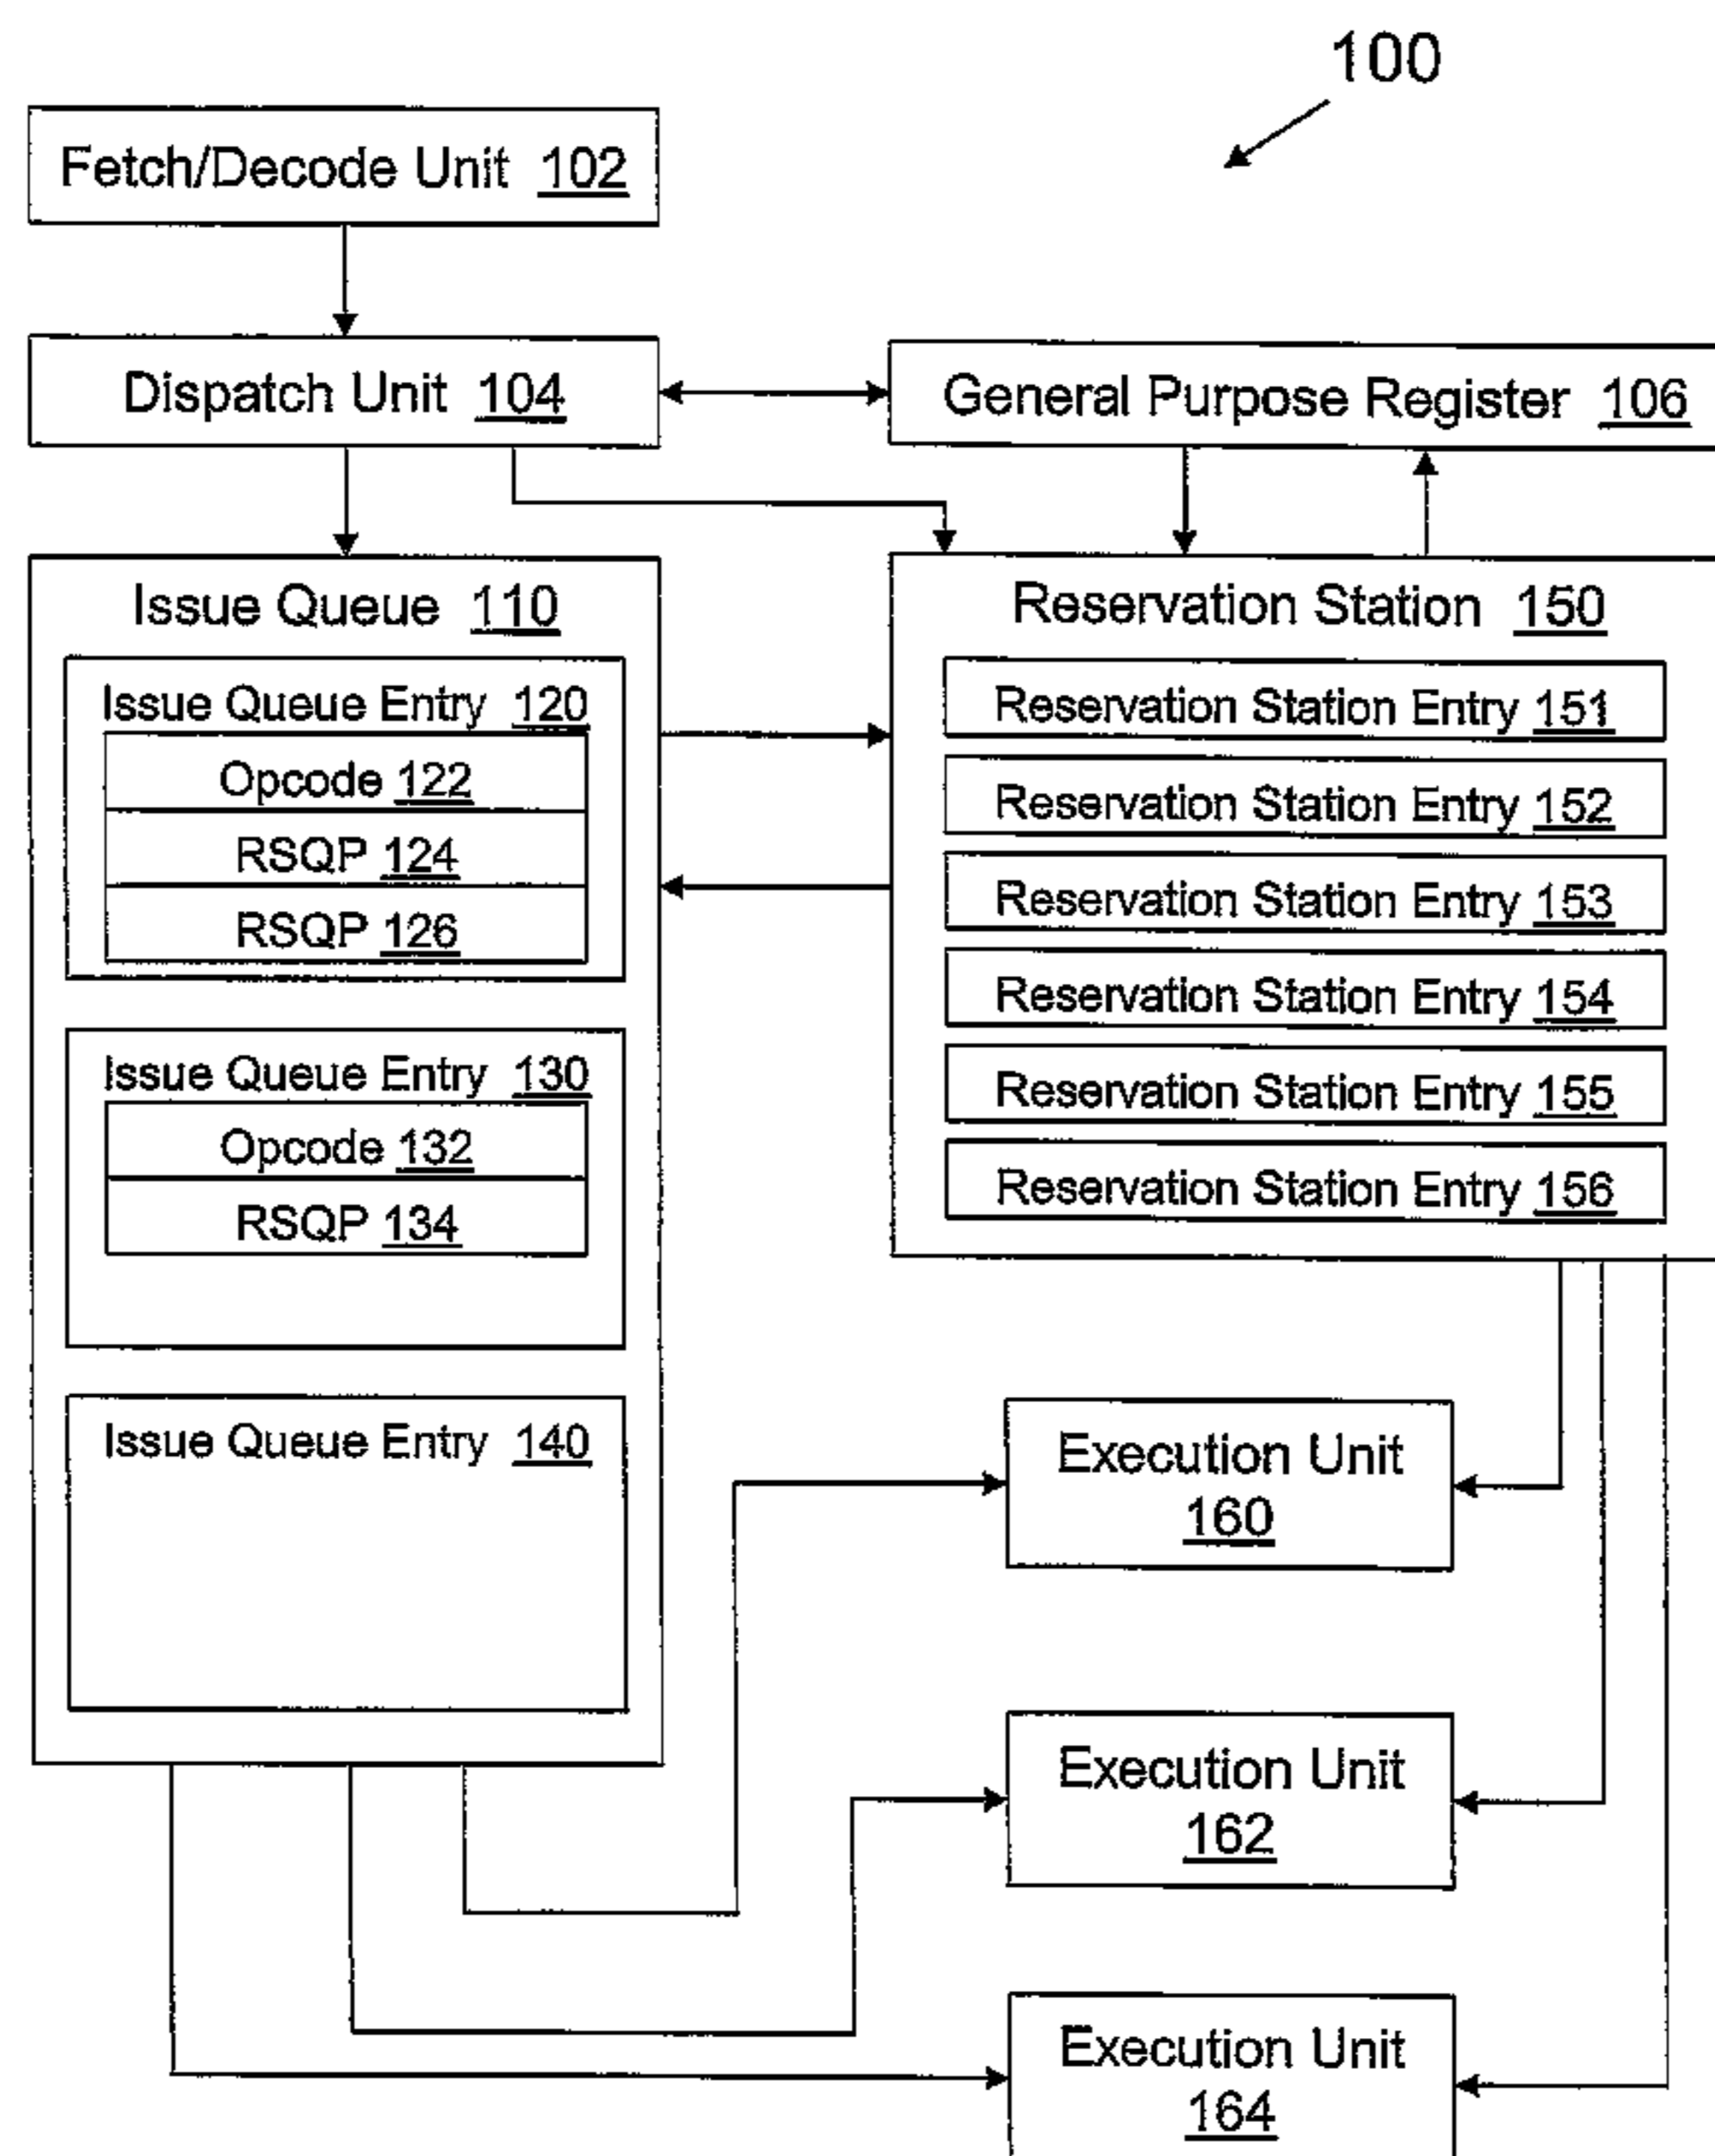 100
Fetch/Decode Unit 102
Dispatch Unit 104
General Purpose Register 106
Issue Queue 110
Issue Queue Entry 120
Opcode 122
RSQP 124
RSQP 126
Issue Queue Entry 130
Opcode 132
RSQP 134
Issue Queue Entry 140
Reservation Station 150
Reservation Station Entry 151
Reservation Station Entry 152
Reservation Station Entry 153
Reservation Station Entry 154
Reservation Station Entry 155
Reservation Station Entry 156
Execution Unit
160
Execution Unit
162
Execution Unit
164